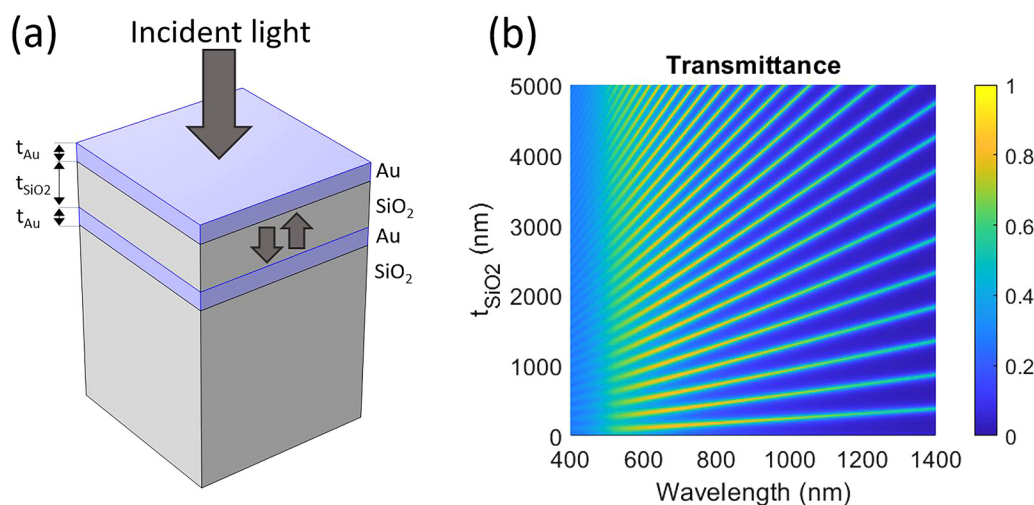 (a)
Incident light
t_Au
t_SiO2
t_Au
Au
SiO₂
Au
SiO₂
(b)
Transmittance
t_SiO2 (nm)
5000
4000
3000
2000
1000
0
400 600 800 1000 1200 1400
Wavelength (nm)
1
0.8
0.6
0.4
0.2
0